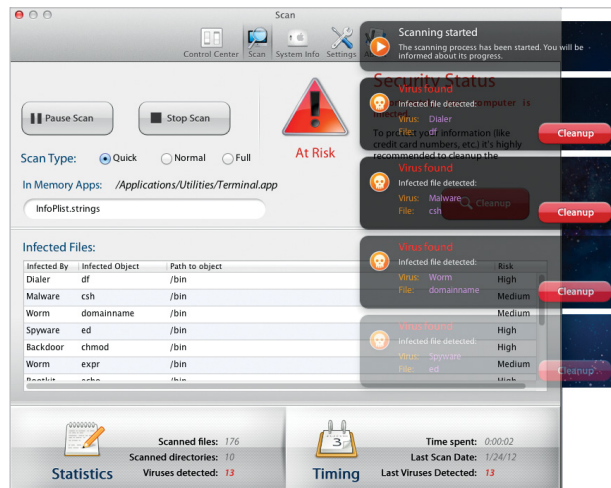 Scan
Control Center
Scan
System Info
Settings
Scanning started
The scanning process has been started. You will be
informed about its progress.
Pause Scan
Stop Scan
At Risk
Security Status
computer is
infected
To protect your information (like
credit card numbers, etc.) it's highly
recommended to cleanup the
Cleanup
Virus found
Infected file detected:
Virus: Dialer
File: df
Cleanup
Virus found
Infected file detected:
Virus: Malware
File: csh
Cleanup
Virus found
Infected file detected:
Virus: Worm
File: domainname
Cleanup
Virus found
Infected file detected:
Virus: Spyware
File: ed
Cleanup
Scan Type: Quick Normal Full
In Memory Apps: /Applications/Utilities/Terminal.app
InfoPlist.strings
Infected Files:
Infected By Infected Object Path to object Risk
Dialer df /bin High
Malware csh /bin Medium
Worm domainname /bin Medium
Spyware ed /bin High
Backdoor chmod /bin High
Worm expr /bin Medium
Rootkit echo /bin High
Statistics
Scanned files: 176
Scanned directories: 10
Viruses detected: 13
3
Timing
Time spent: 0:00:02
Last Scan Date: 1/24/12
Last Viruses Detected: 13